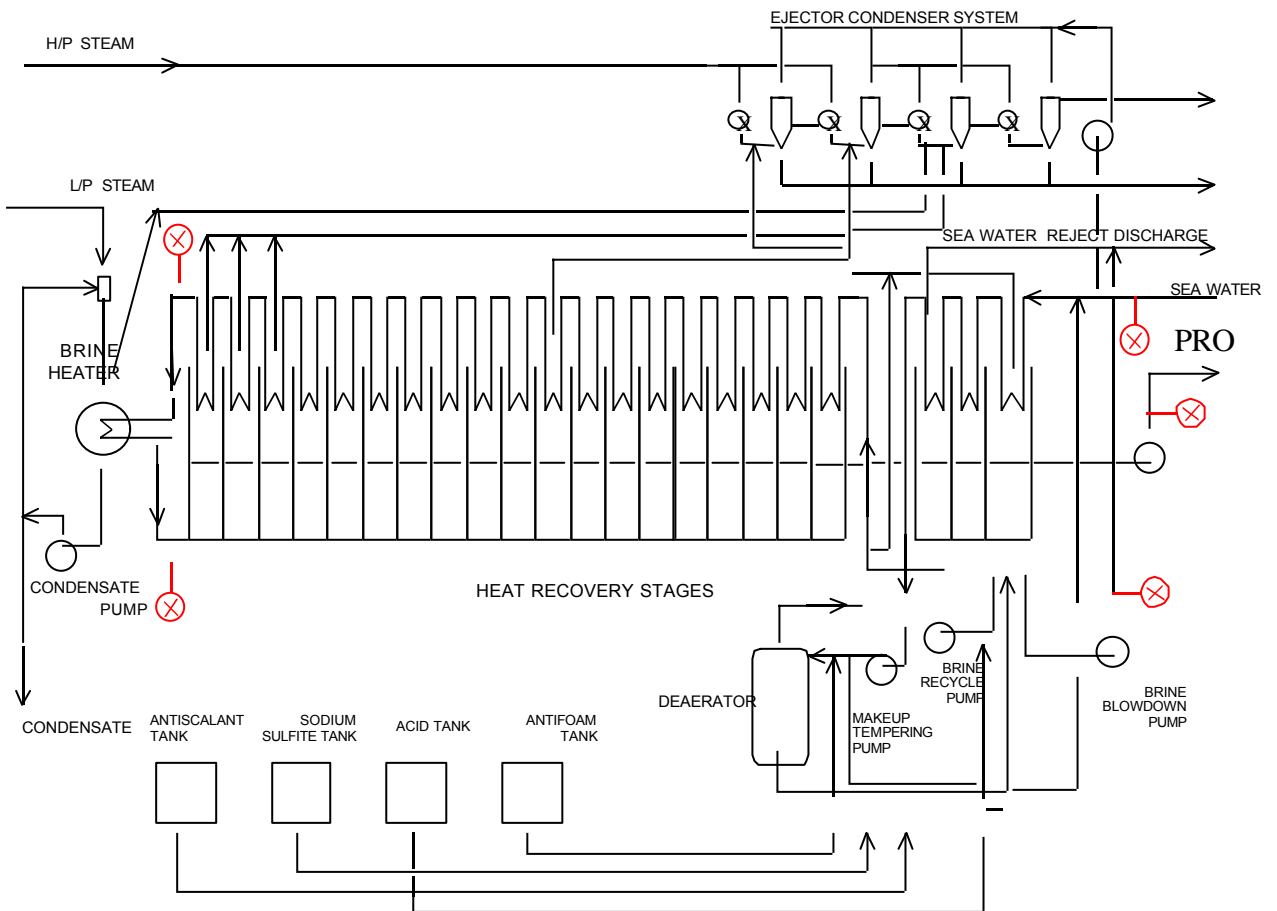 EJECTOR CONDENSER SYSTEM
H/P STEAM
X X X X
L/P STEAM
SEA WATER REJECT DISCHARGE
SEA WATER
BRINE
HEATER
PRO
CONDENSATE
PUMP
HEAT RECOVERY STAGES
DEAERATOR
BRINE
RECYCLE
PUMP
MAKEUP
TEMPERING
PUMP
BRINE
BLOWDOWN
PUMP
CONDENSATE
ANTISCALANT
TANK
SODIUM
SULFITE TANK
ACID TANK
ANTIFOAM
TANK